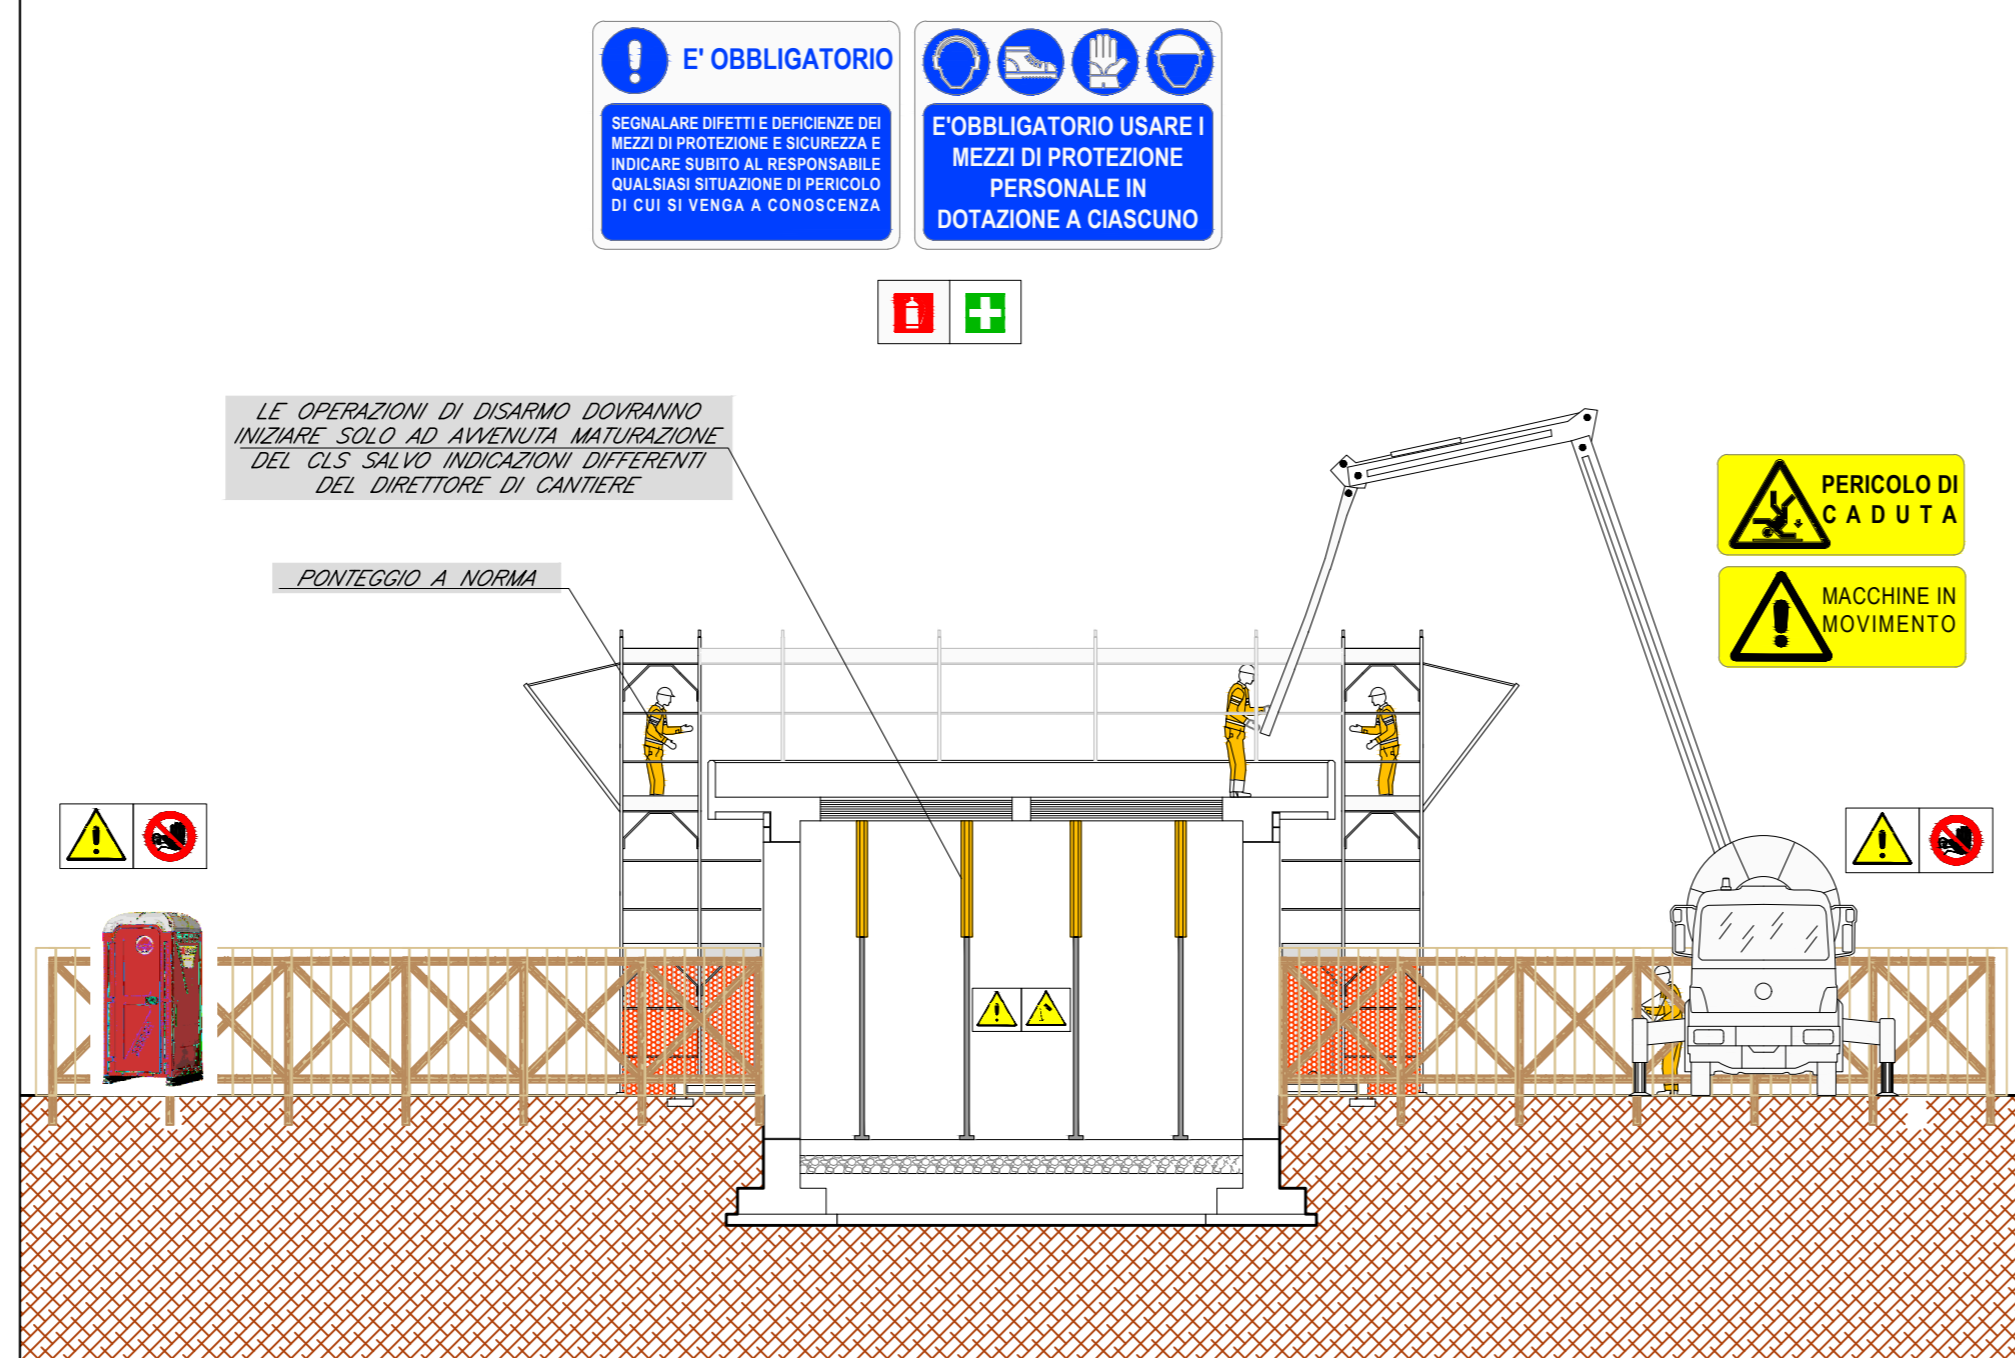 E' OBBLIGATORIO
SEGNALARE DIFETTI E DEFICIENZE DEI
MEZZI DI PROTEZIONE E SICUREZZA E
INDICARE SUBITO AL RESPONSABILE
QUALSIASI SITUAZIONE DI PERICOLO
DI CUI SI VENGA A CONOSCENZA
E'OBBLIGATORIO USARE I
MEZZI DI PROTEZIONE
PERSONALE IN
DOTAZIONE A CIASCUNO
LE OPERAZIONI DI DISARMO DOVRANNO
INIZIARE SOLO AD AVVENUTA MATURAZIONE
DEL CLS SALVO INDICAZIONI DIFFERENTI
DEL DIRETTORE DI CANTIERE
PONTEGGIO A NORMA
PERICOLO DI
CADUTA
MACCHINE IN
MOVIMENTO